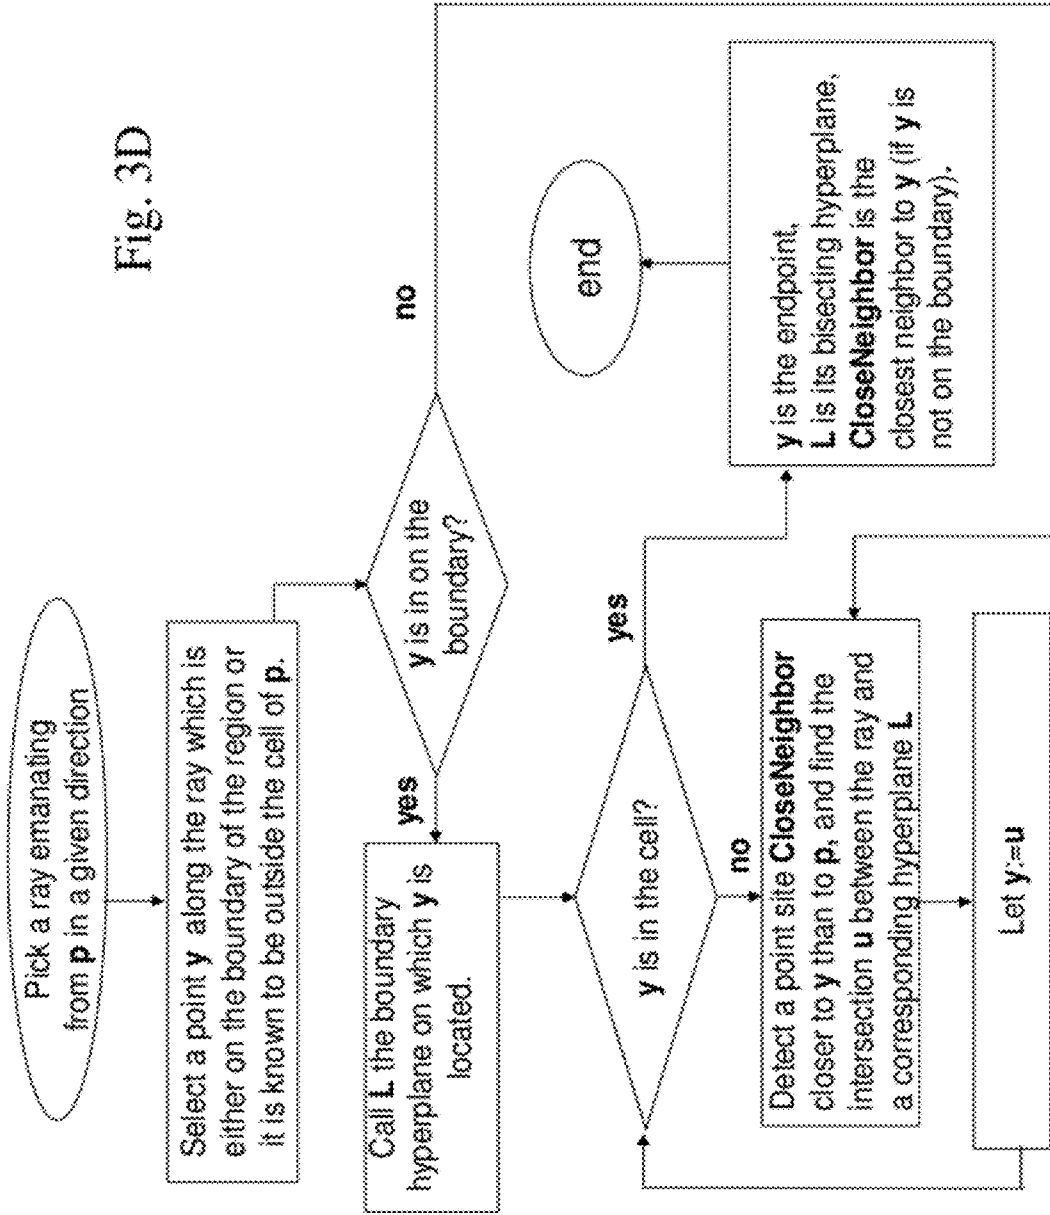 Fig. 3D
Pick a ray emanating
from p in a given direction
Select a point y along the ray which is
either on the boundary of the region or
it is known to be outside the cell of p.
y is in on the
boundary?
no
yes
Call L the boundary
hyperplane on which y is
located.
y is in the cell?
yes
no
Detect a point site CloseNeighbor
closer to y than to p, and find the
intersection u between the ray and
a corresponding hyperplane L
Let y:=u
y is the endpoint,
L is its bisecting hyperplane,
CloseNeighbor is the
closest neighbor to y (if y is
not on the boundary).
end